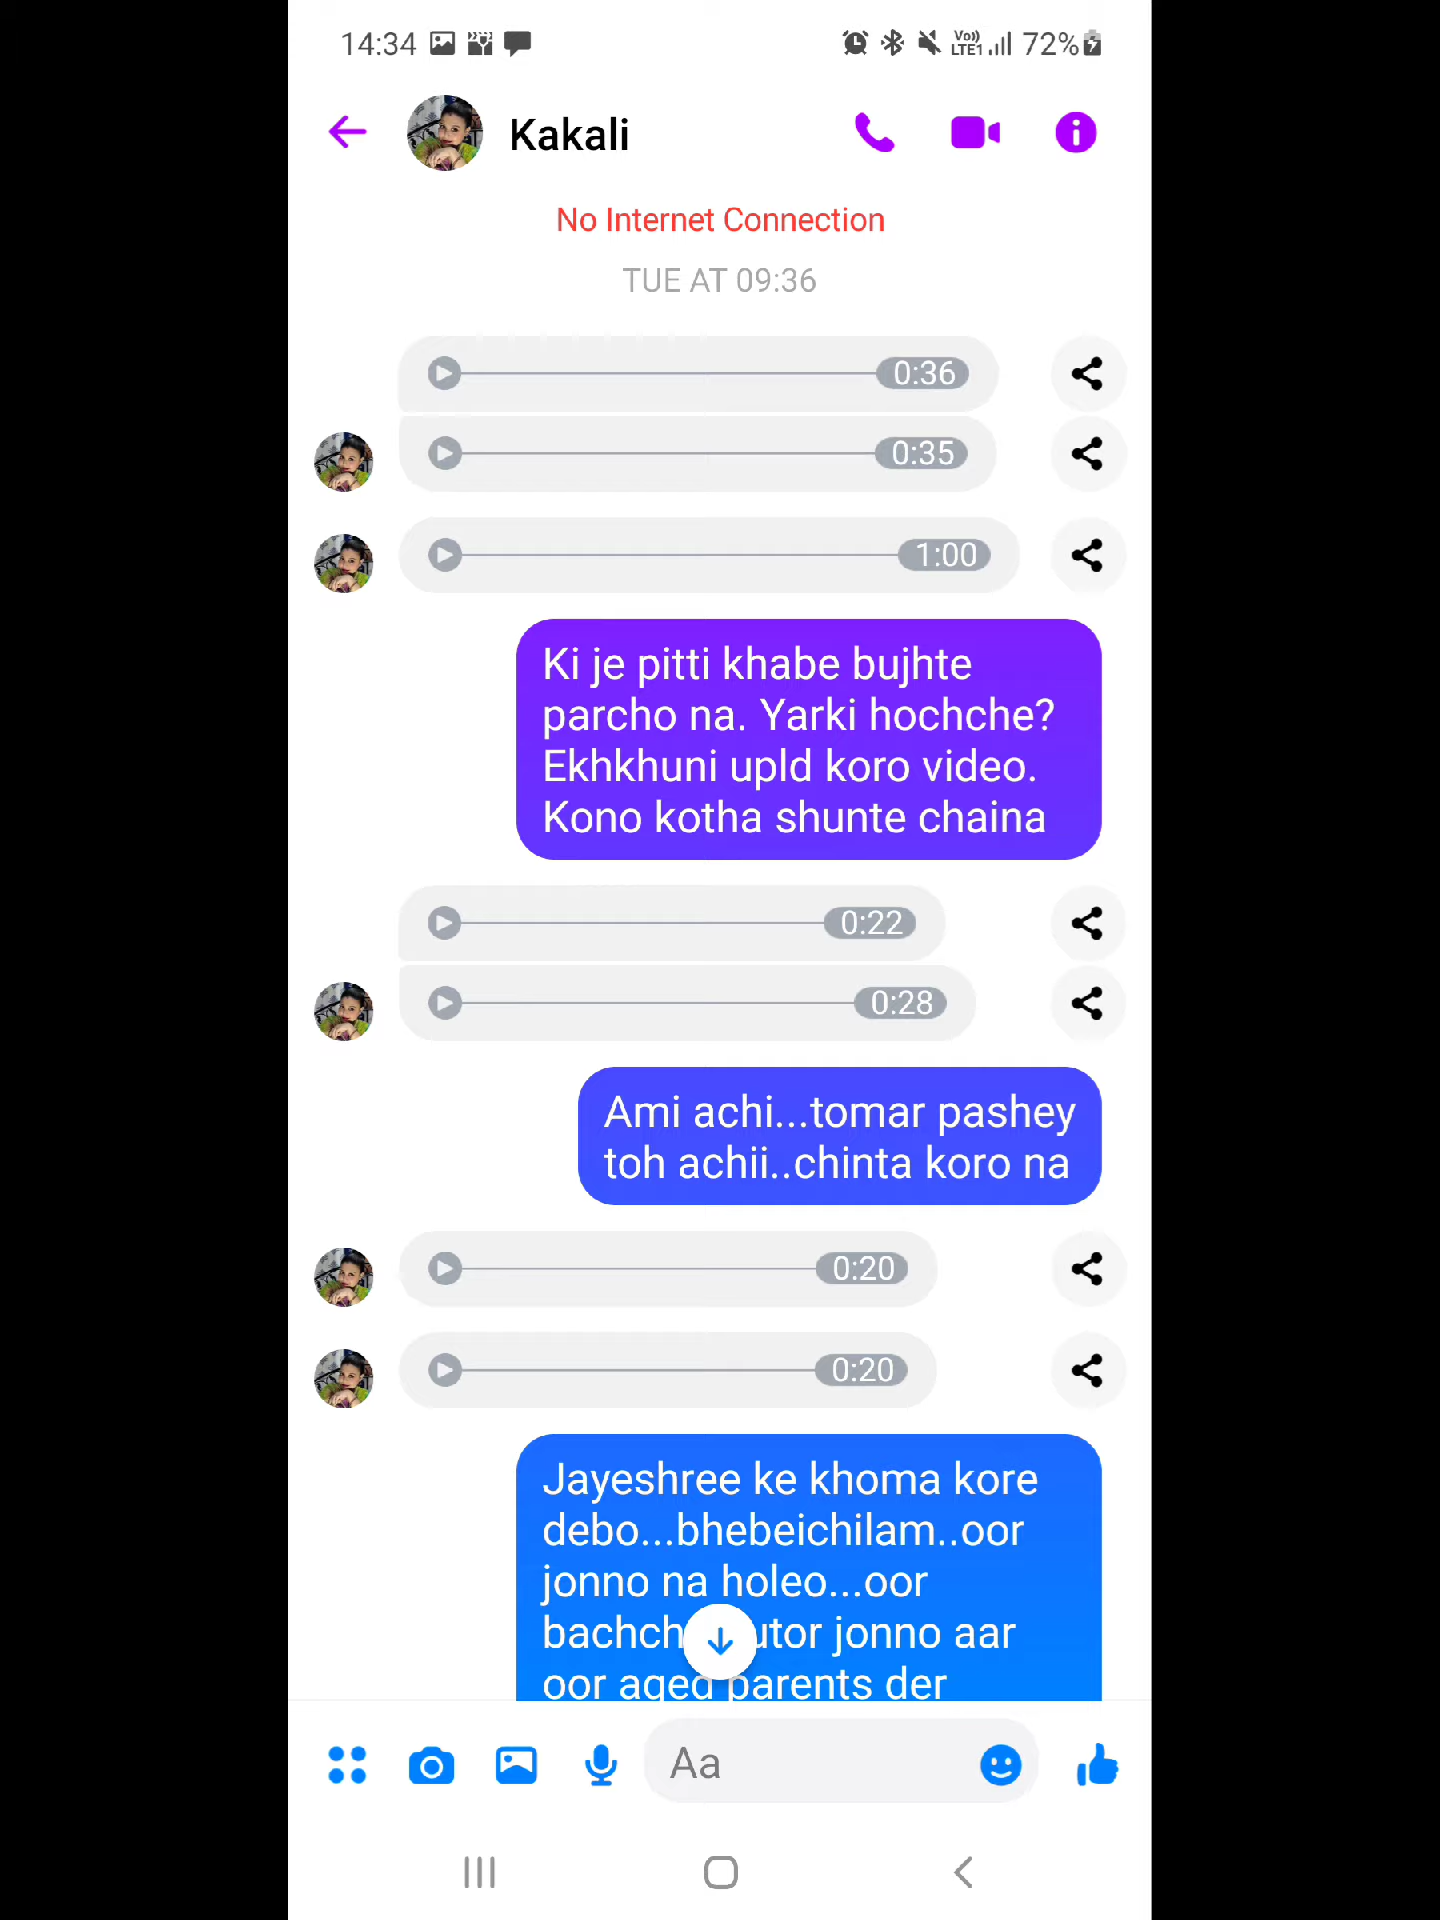 14:34 Vo)) LTE1 72%
Kakali
No Internet Connection
TUE AT 09:36
0:36
0:35
1:00
Ki je pitti khabe bujhte
parcho na. Yarki hochche?
Ekhkhuni upld koro video.
Kono kotha shunte chaina
0:22
0:28
Ami achi...tomar pashey
toh achii..chinta koro na
0:20
0:20
Jayeshree ke khoma kore
debo...bhebeichilam..oor
jonno na holeo...oor
jonno aar
oor aged parents der
Aa